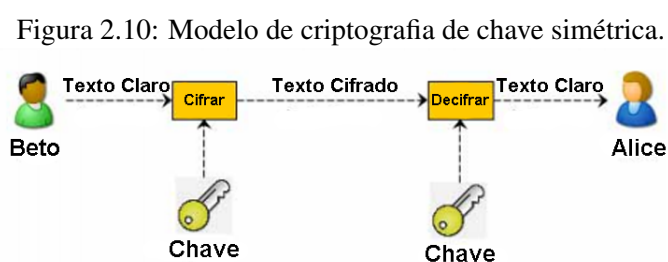 Figura 2.10: Modelo de criptografia de chave simétrica.
Texto Claro Cifrar Texto Cifrado Decifrar Texto Claro
Beto Alice
Chave Chave